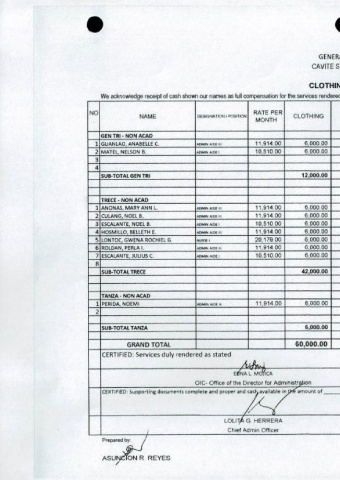 GENERA
CAVITE S
CLOTHIN
We acknowledge receipt of cash shown our names as full compensation for the services rendered
NO NAME DESIGNATION / POSITION RATE PER MONTH CLOTHING
GEN TRI - NON ACAD
1 GUANLAO, ANABELLE C. ADMIN AIDE III 11,914.00 6,000.00
2 MATEL, NELSON B. ADMIN AIDE I 10,510.00 6,000.00
3
4
SUB-TOTAL GEN TRI 12,000.00
TRECE - NON ACAD
1 ANONAS, MARY ANN L. ADMIN AIDE III 11,914.00 6,000.00
2 CULANG, NOEL B. ADMIN AIDE III 11,914.00 6,000.00
3 ESCALANTE, NOEL B. ADMIN AIDE I 10,510.00 6,000.00
4 HOSMILLO, BELLETH E. ADMIN AIDE III 11,914.00 6,000.00
5 LONTOC, GWENA ROCHIEL G. NURSE I 20,179.00 6,000.00
6 ROLDAN, PERLA I. ADMIN AIDE III 11,914.00 6,000.00
7 ESCALANTE, JULIUS C. ADMIN AIDE I 10,510.00 6,000.00
8
SUB-TOTAL TRECE 42,000.00
TANZA - NON ACAD
1 PERIDA, NOEMI ADMIN AIDE III 11,914.00 6,000.00
2
SUB-TOTAL TANZA 6,000.00
GRAND TOTAL 60,000.00
CERTIFIED: Services duly rendered as stated
EDNA L. MOJICA
OIC- Office of the Director for Administration
CERTIFIED: Supporting documents complete and proper and cash available in the amount of
LOLITA G. HERRERA
Chief Admin Officer
Prepared by:
ASUNCION R. REYES